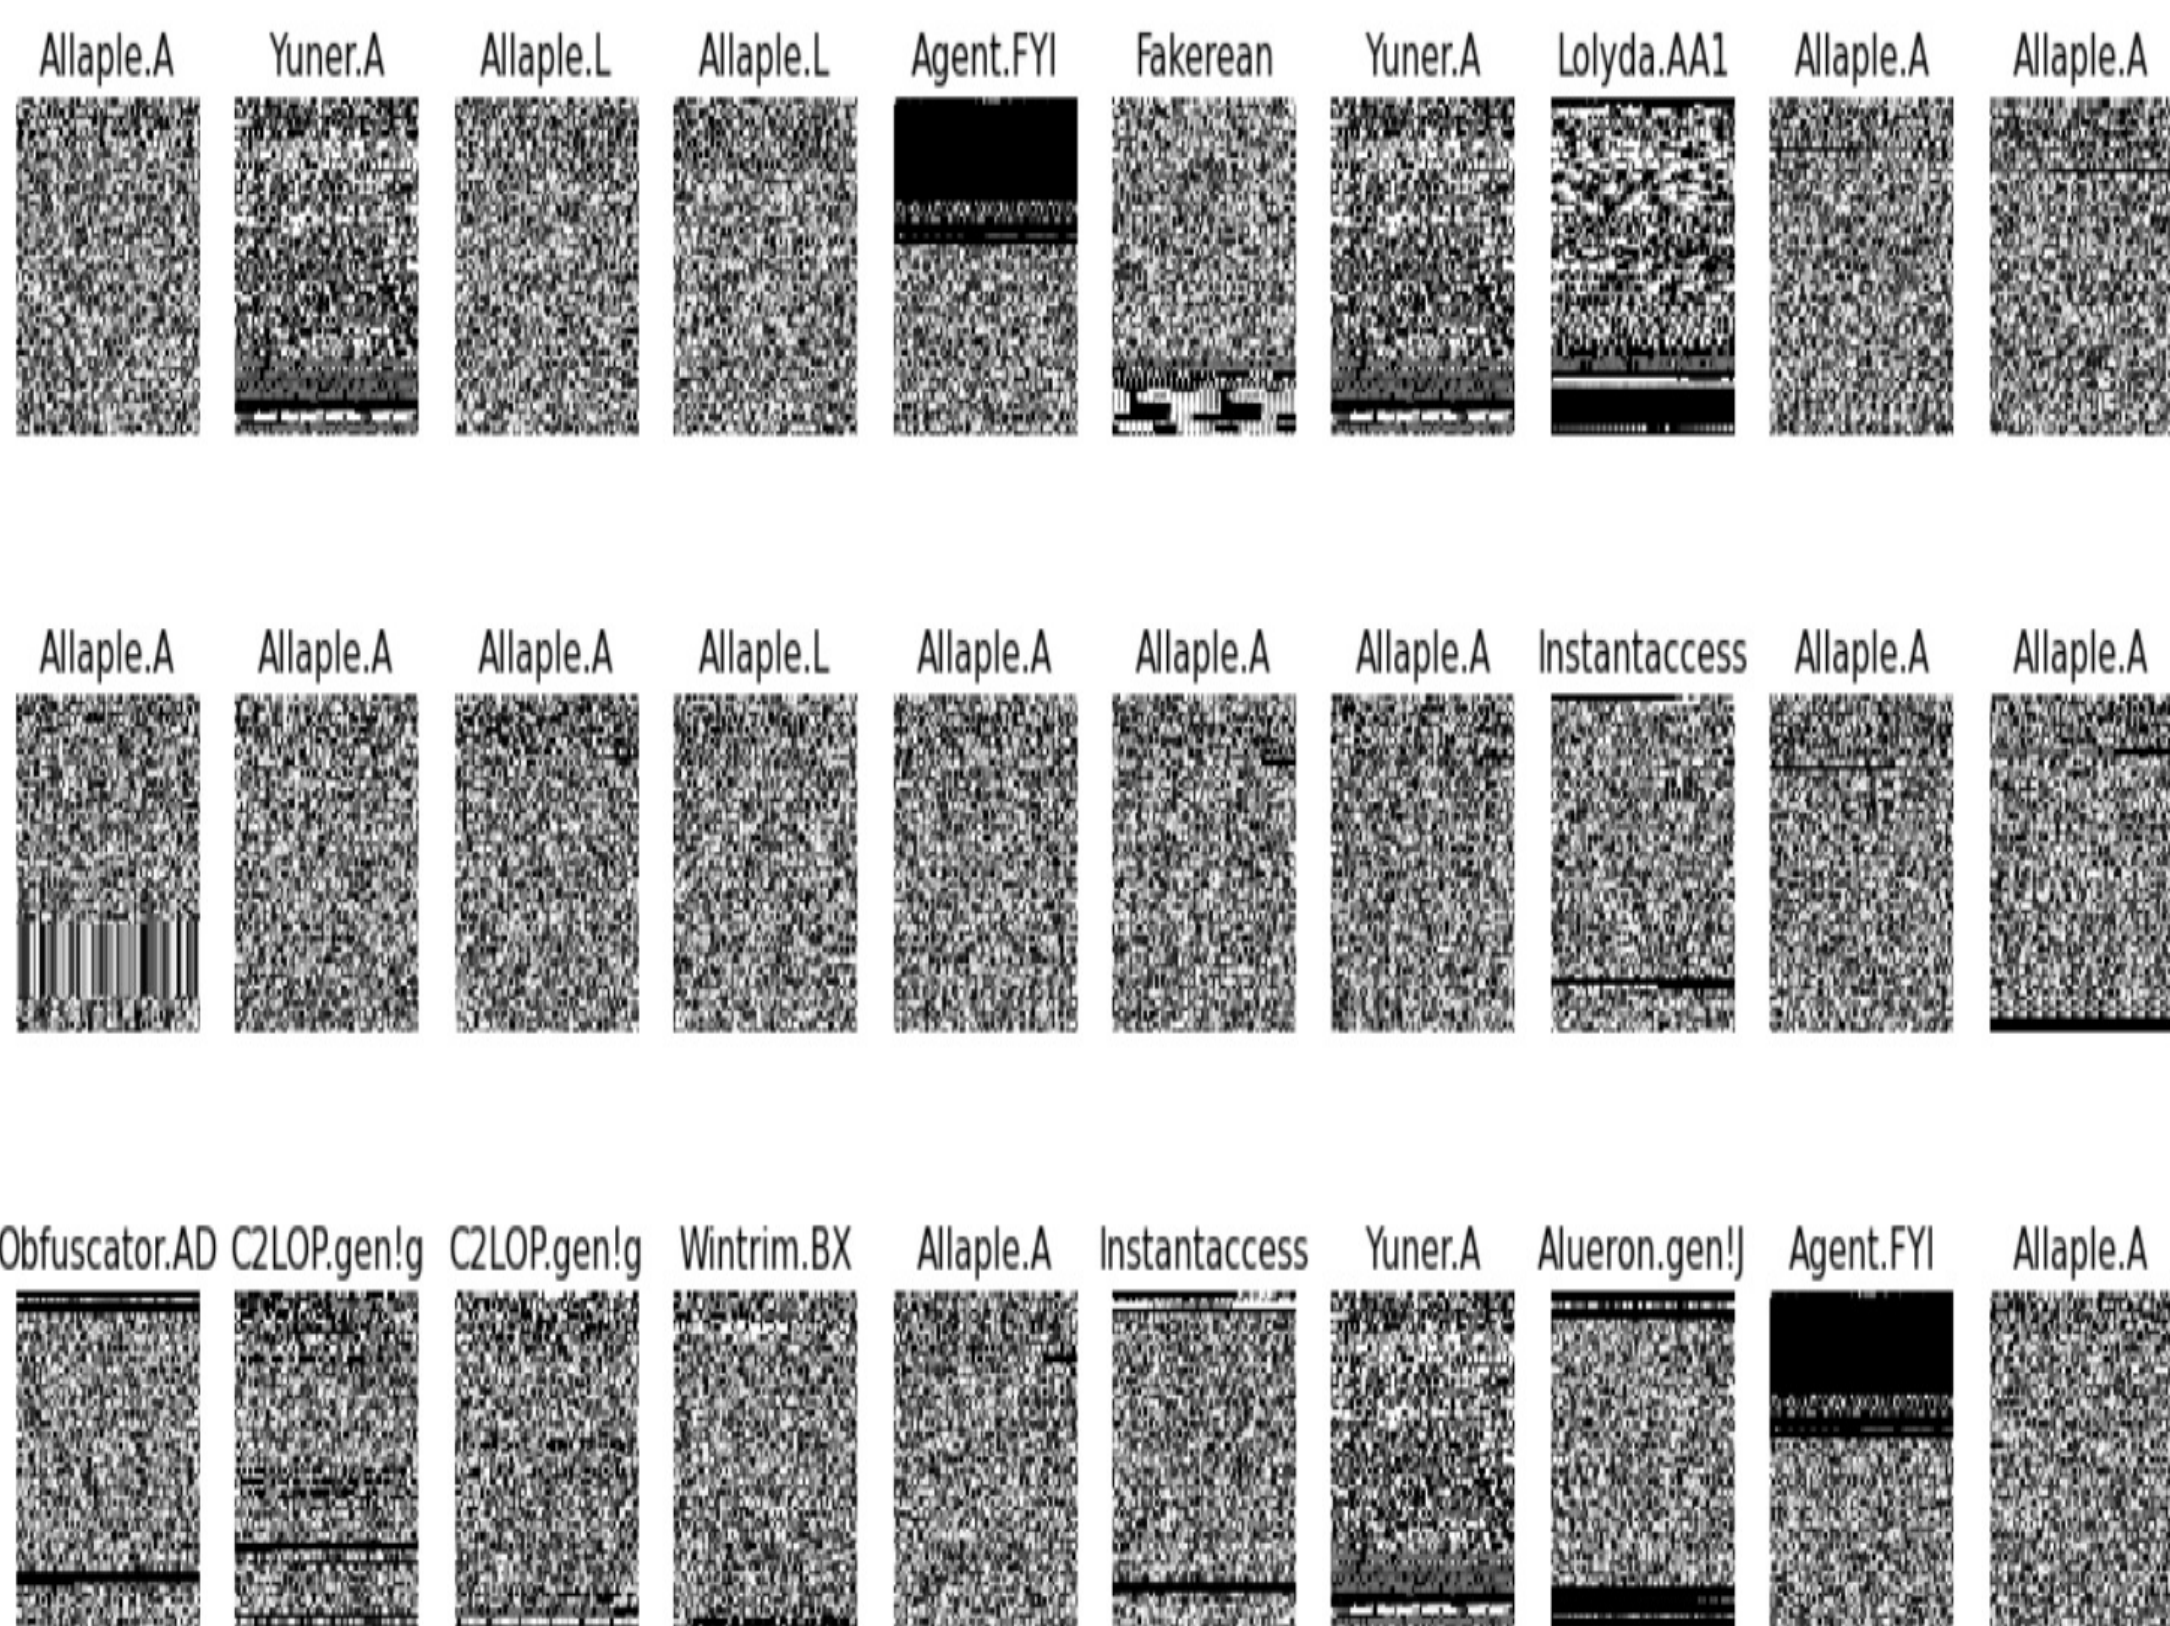 Allaple.A Yuner.A Allaple.L Allaple.L Agent.FYI Fakerean Yuner.A Lolyda.AA1 Allaple.A Allaple.A
Allaple.A Allaple.A Allaple.A Allaple.L Allaple.A Allaple.A Allaple.A Instantaccess Allaple.A Allaple.A
Obfuscator.AD C2LOP.gen!g C2LOP.gen!g Wintrim.BX Allaple.A Instantaccess Yuner.A Alueron.gen!J Agent.FYI Allaple.A